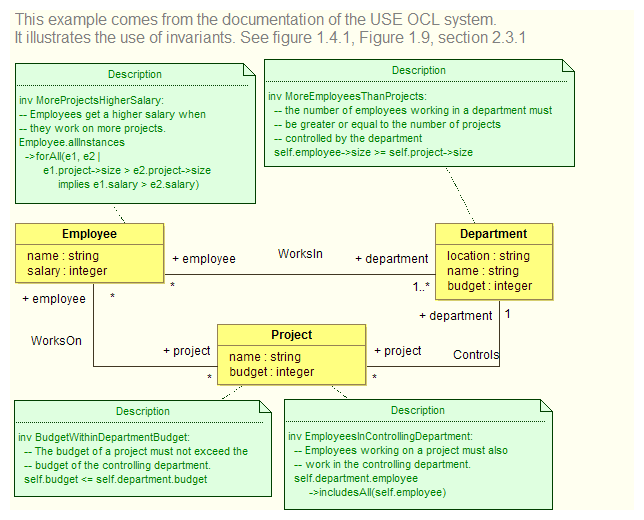 This example comes from the documentation of the USE OCL system.
It illustrates the use of invariants. See figure 1.4.1, Figure 1.9, section 2.3.1
Description
inv MoreProjectsHigherSalary:
-- Employees get a higher salary when
-- they work on more projects.
Employee.allInstances
->forAll(e1, e2 |
e1.project->size > e2.project->size
implies e1.salary > e2.salary)
Description
inv MoreEmployeesThanProjects:
-- the number of employees working in a department must
-- be greater or equal to the number of projects
-- controlled by the department
self.employee->size >= self.project->size
Employee
name : string
salary : integer
+ employee
WorksIn
+ department
*
1..*
Department
location : string
name : string
budget : integer
+ employee
*
WorksOn
+ project
*
Project
name : string
budget : integer
+ department
1
+ project
Controls
*
Description
inv BudgetWithinDepartmentBudget:
-- The budget of a project must not exceed the
-- budget of the controlling department.
self.budget <= self.department.budget
Description
inv EmployeesInControllingDepartment:
-- Employees working on a project must also
-- work in the controlling department.
self.department.employee
->includesAll(self.employee)